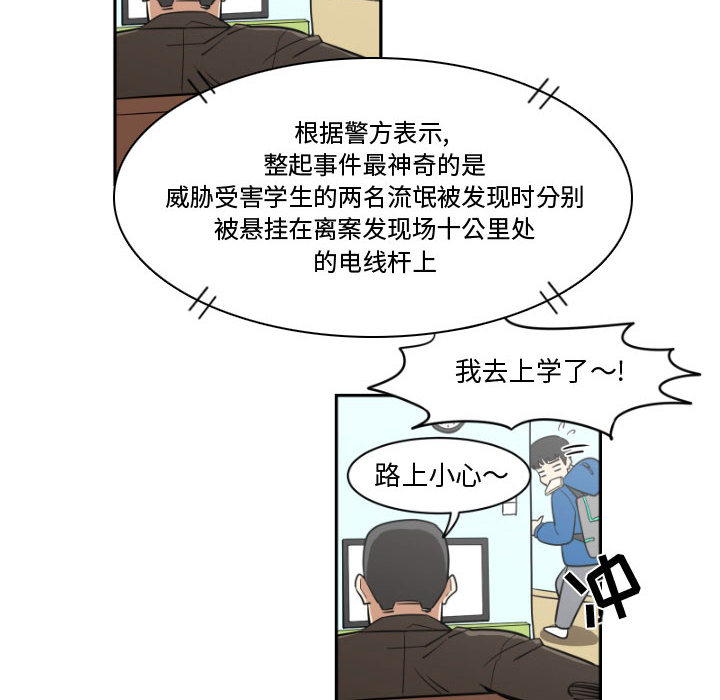 根据警方表示,
整起事件最神奇的是
威胁受害学生的两名流氓被发现时分别
被悬挂在离案发现场十公里处
的电线杆上
我去上学了～!
路上小心～
冲